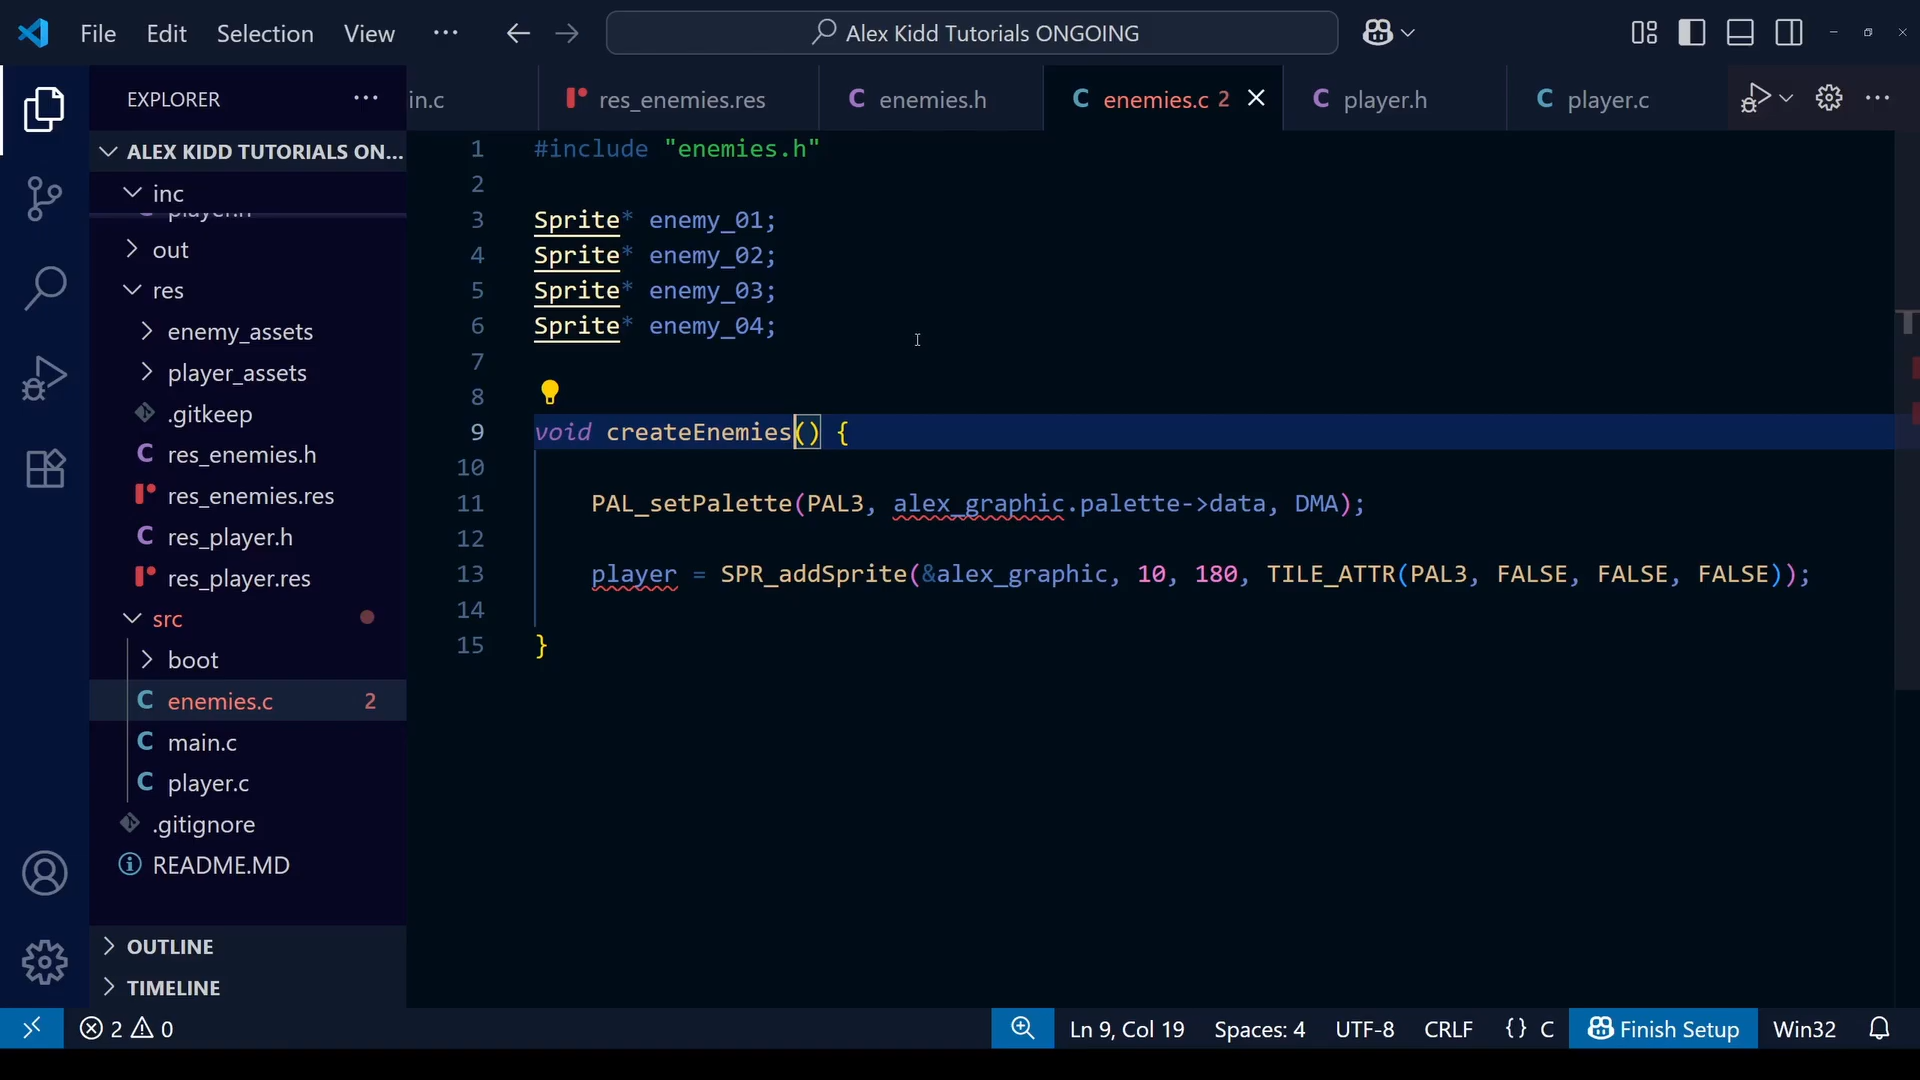 File Edit Selection View ··· Alex Kidd Tutorials ONGOING
EXPLORER ···
in.c res_enemies.res C enemies.h C enemies.c 2 C player.h C player.c ···
ALEX KIDD TUTORIALS ON...
inc
player.h
out
res
enemy_assets
player_assets
.gitkeep
C res_enemies.h
res_enemies.res
C res_player.h
res_player.res
src
boot
C enemies.c 2
C main.c
C player.c
.gitignore
README.MD
OUTLINE
TIMELINE
1 #include "enemies.h"
2
3 Sprite* enemy_01;
4 Sprite* enemy_02;
5 Sprite* enemy_03;
6 Sprite* enemy_04;
7
8
9 void createEnemies() {
10
11 PAL_setPalette(PAL3, alex_graphic.palette->data, DMA);
12
13 player = SPR_addSprite(&alex_graphic, 10, 180, TILE_ATTR(PAL3, FALSE, FALSE, FALSE));
14
15 }
2 0 Ln 9, Col 19 Spaces: 4 UTF-8 CRLF {} C Finish Setup Win32